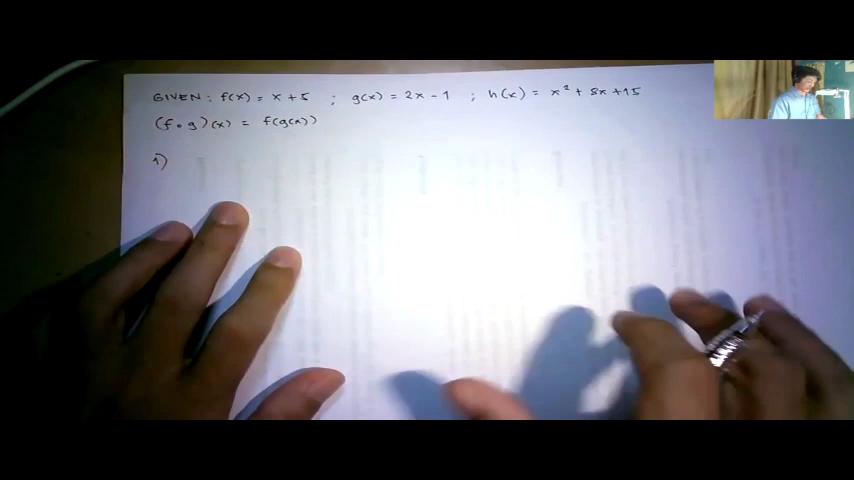 GIVEN: f(x) = x + 5 ; g(x) = 2x - 1 ; h(x) = x² + 8x + 15
(f ∘ g)(x) = f(g(x))
1)